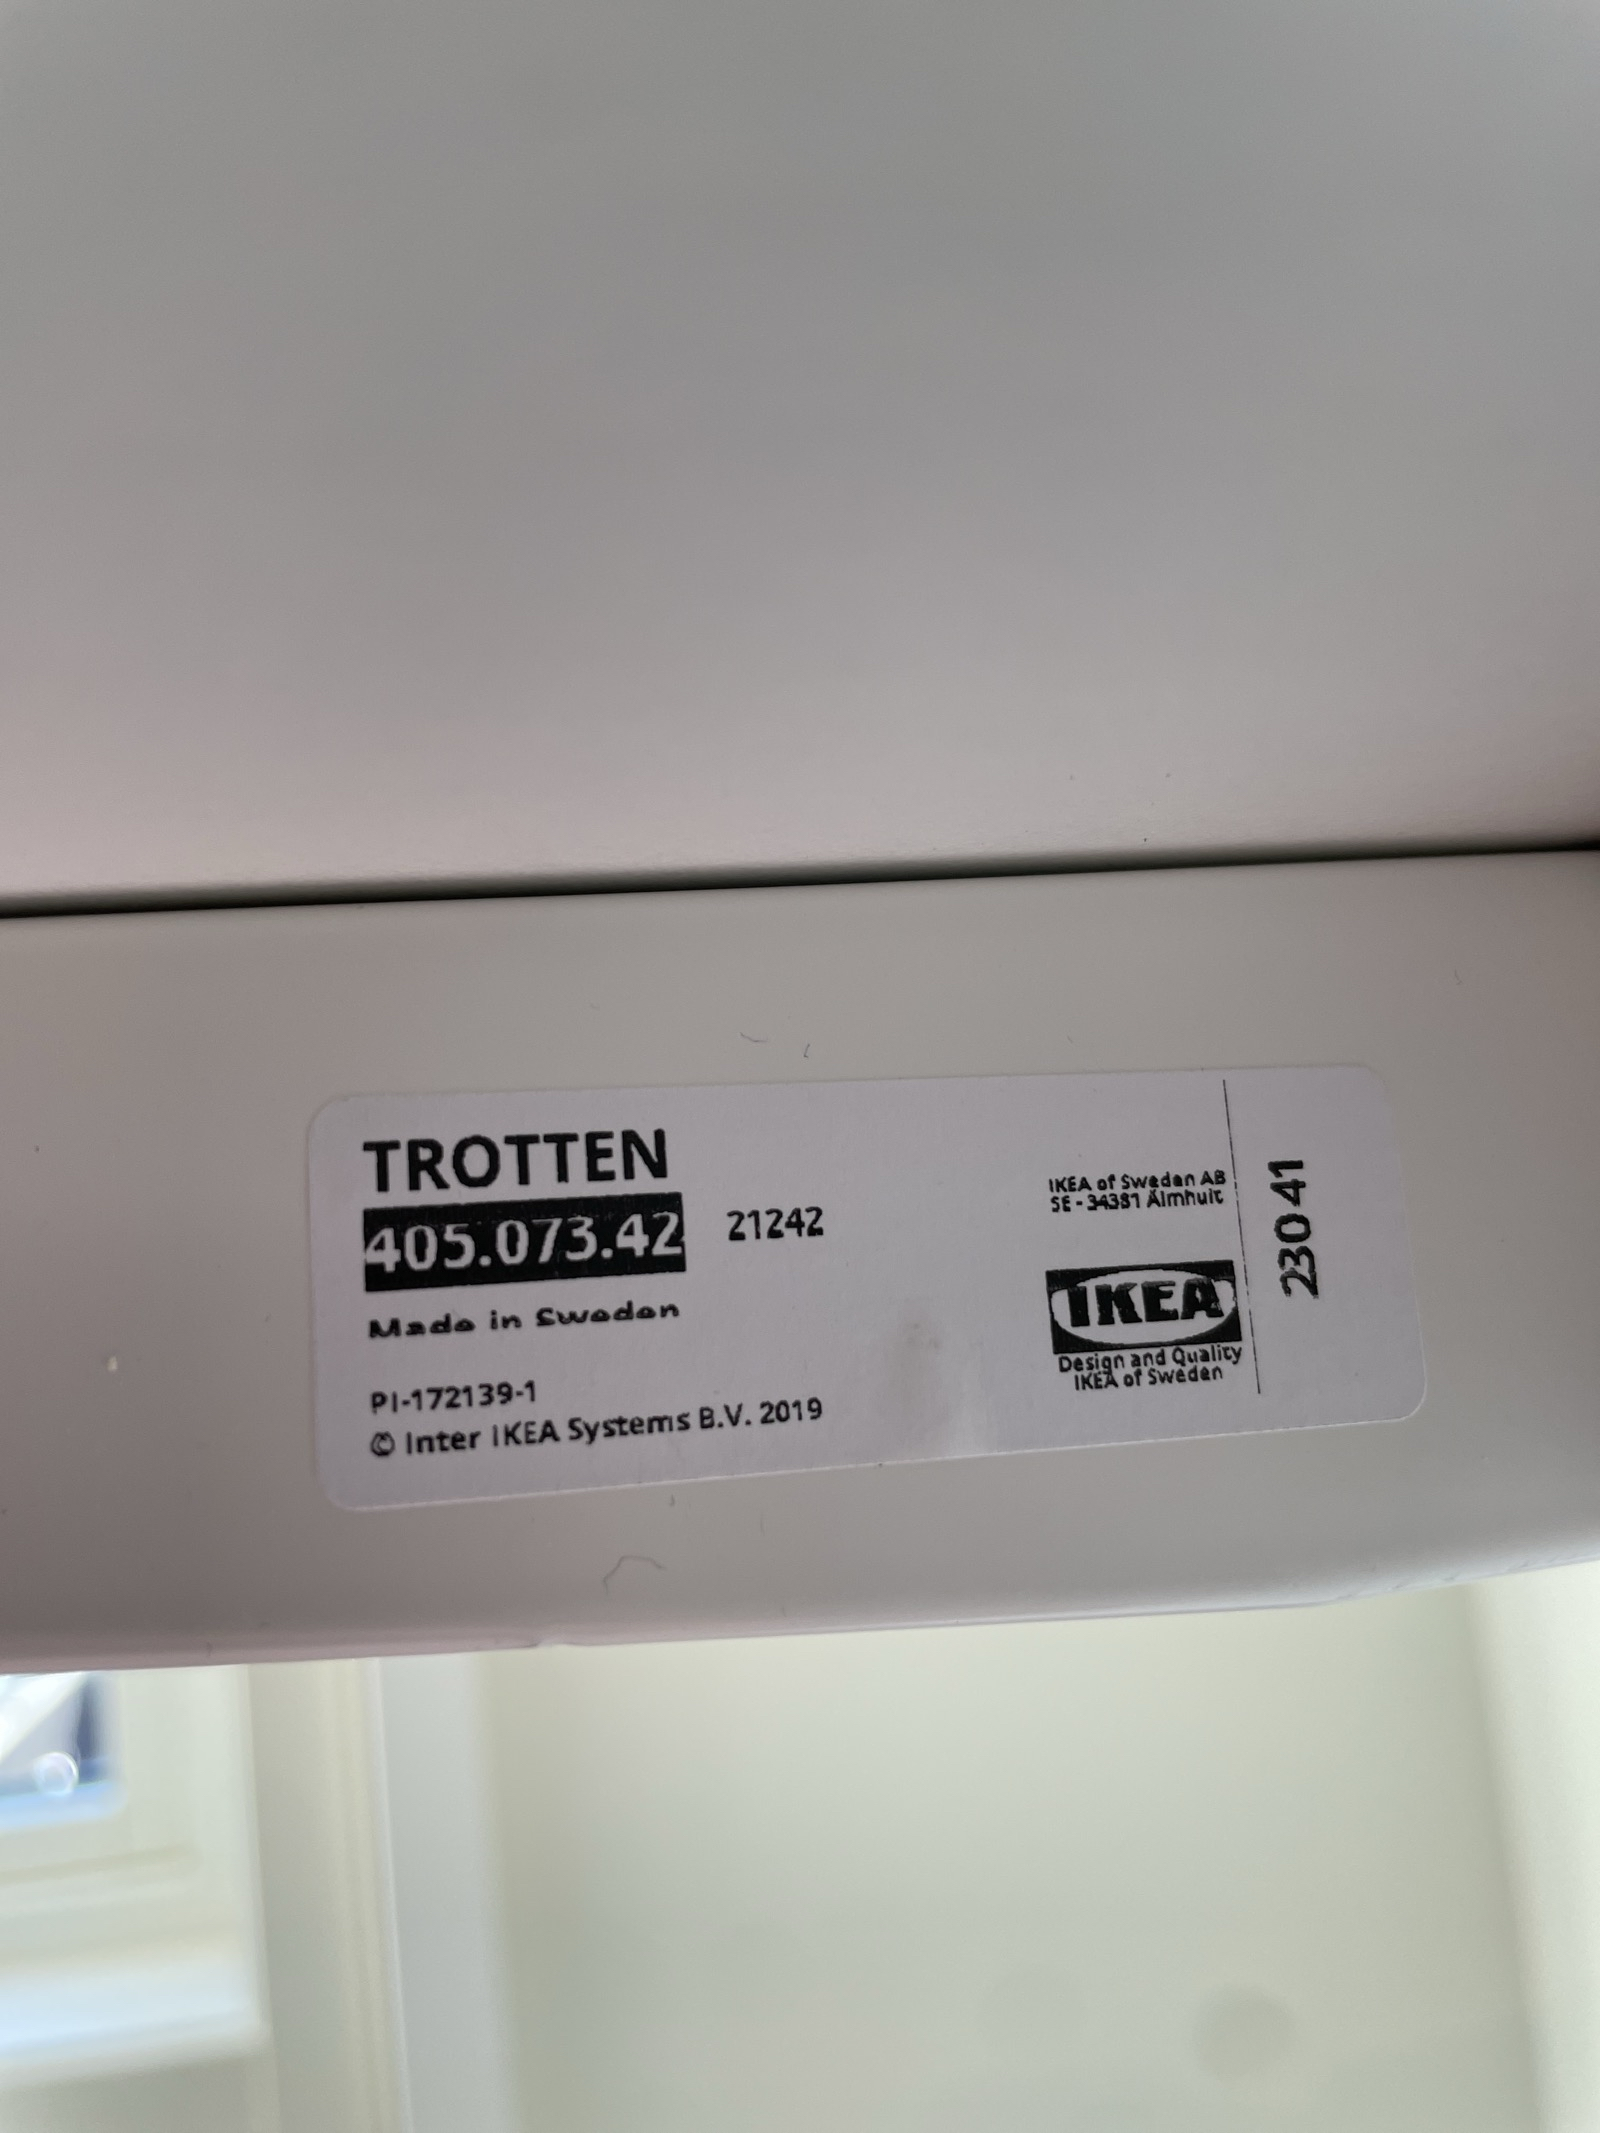 TROTTEN
405.073.42
21242
Made in Sweden
PI-172139-1
© Inter IKEA Systems B.V. 2019
IKEA of Sweden AB
SE - 34381 Älmhult
IKEA
Design and Quality
IKEA of Sweden
23041